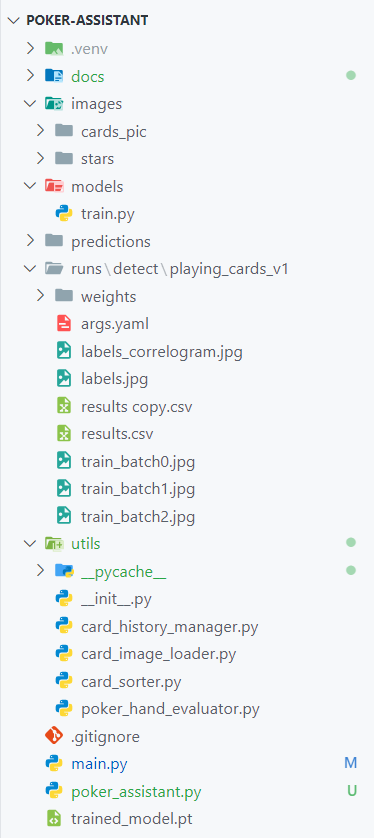 POKER-ASSISTANT
.venv
docs
images
cards_pic
stars
models
train.py
predictions
runs\detect\playing_cards_v1
weights
args.yaml
labels_correlogram.jpg
labels.jpg
results copy.csv
results.csv
train_batch0.jpg
train_batch1.jpg
train_batch2.jpg
utils
__pycache__
__init__.py
card_history_manager.py
card_image_loader.py
card_sorter.py
poker_hand_evaluator.py
.gitignore
main.py M
poker_assistant.py U
trained_model.pt